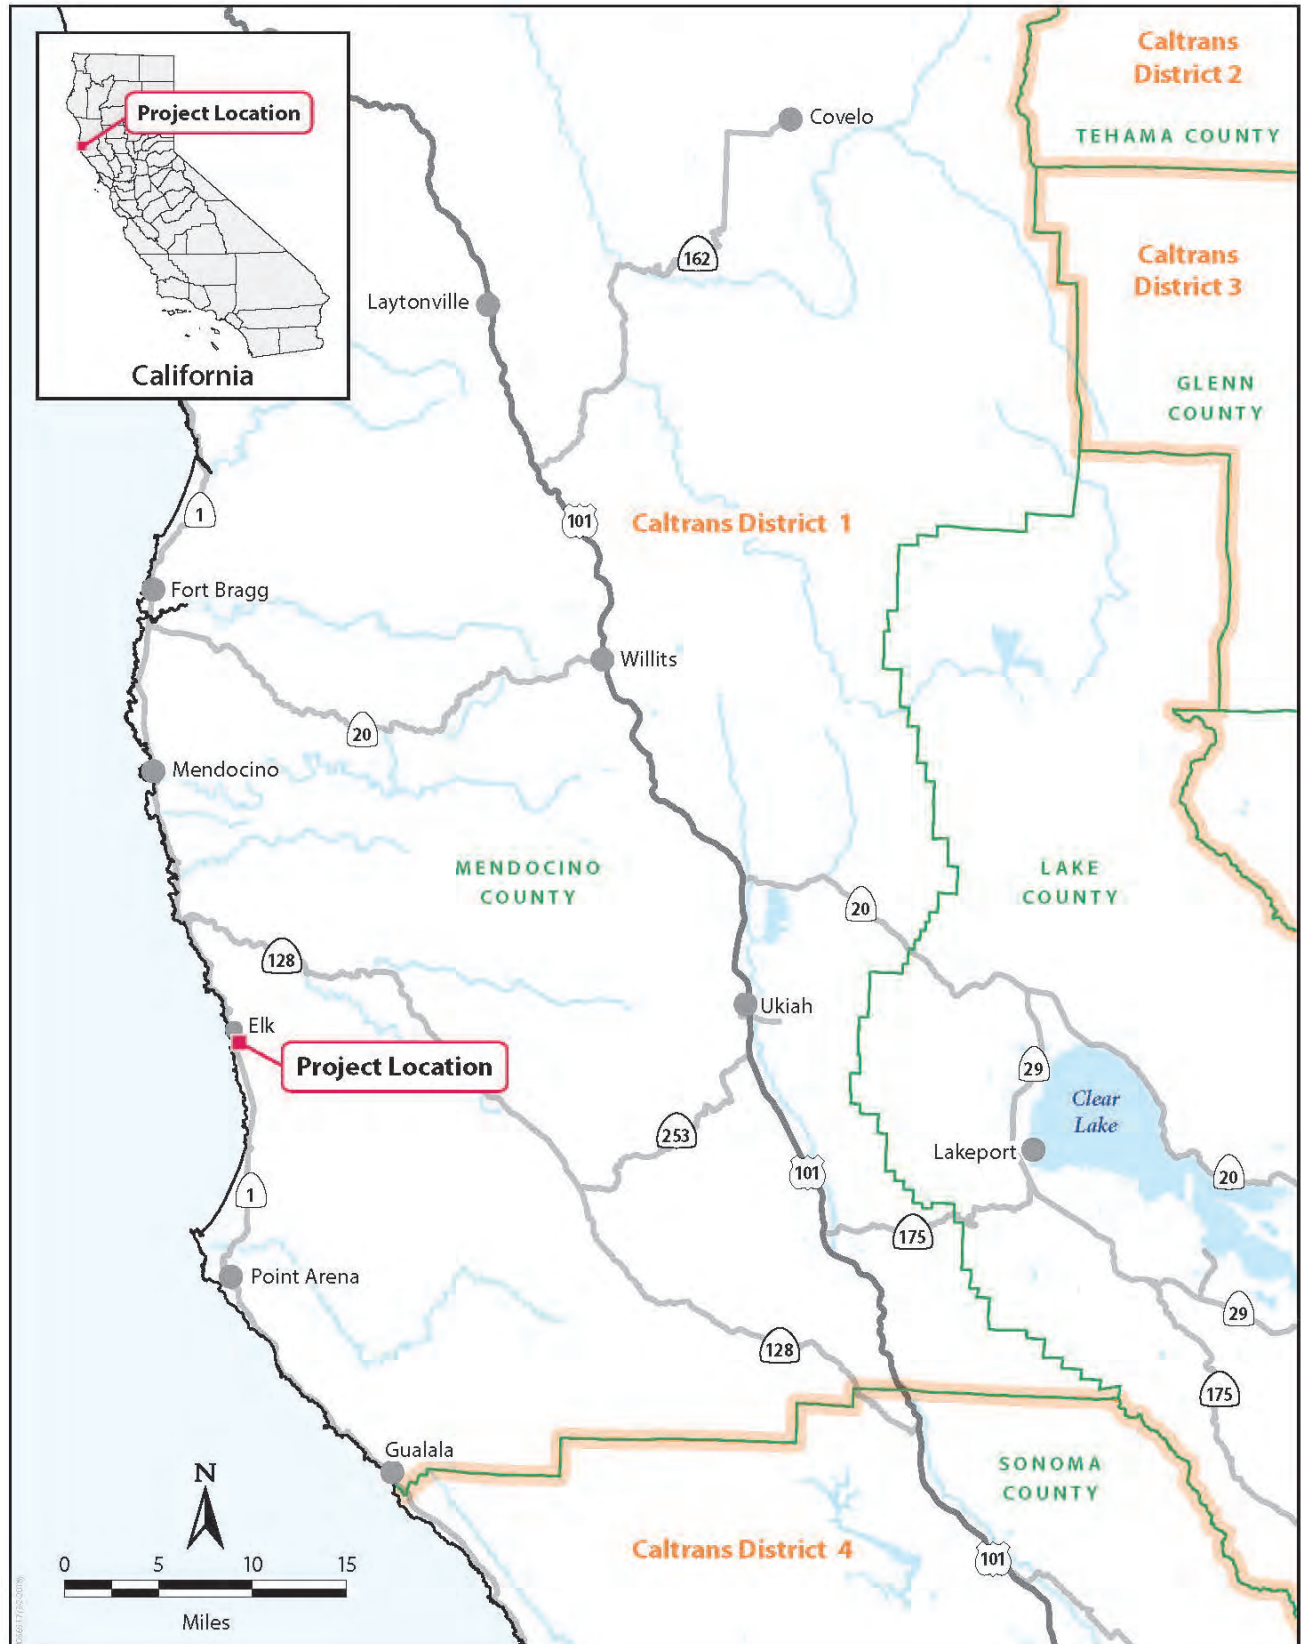 Caltrans
District 2
TEHAMA COUNTY
Project Location
California
Covelo
162
Caltrans
District 3
GLENN
COUNTY
Laytonville
1
101
Caltrans District 1
Fort Bragg
Willits
20
Mendocino
MENDOCINO
COUNTY
LAKE
COUNTY
20
128
Ukiah
Elk
Project Location
29
Clear
Lake
253
Lakeport
101
20
1
175
Point Arena
29
128
175
Gualala
SONOMA
COUNTY
N
Caltrans District 4
101
0 5 10 15
Miles